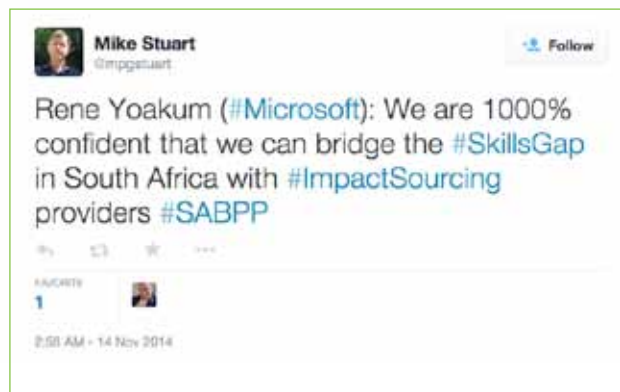 Mike Stuart
@mpgstuart
Follow
Rene Yoakum (#Microsoft): We are 1000%
confident that we can bridge the #SkillsGap
in South Africa with #ImpactSourcing
providers #SABPP
FAVORITE
1
2:58 AM - 14 Nov 2014